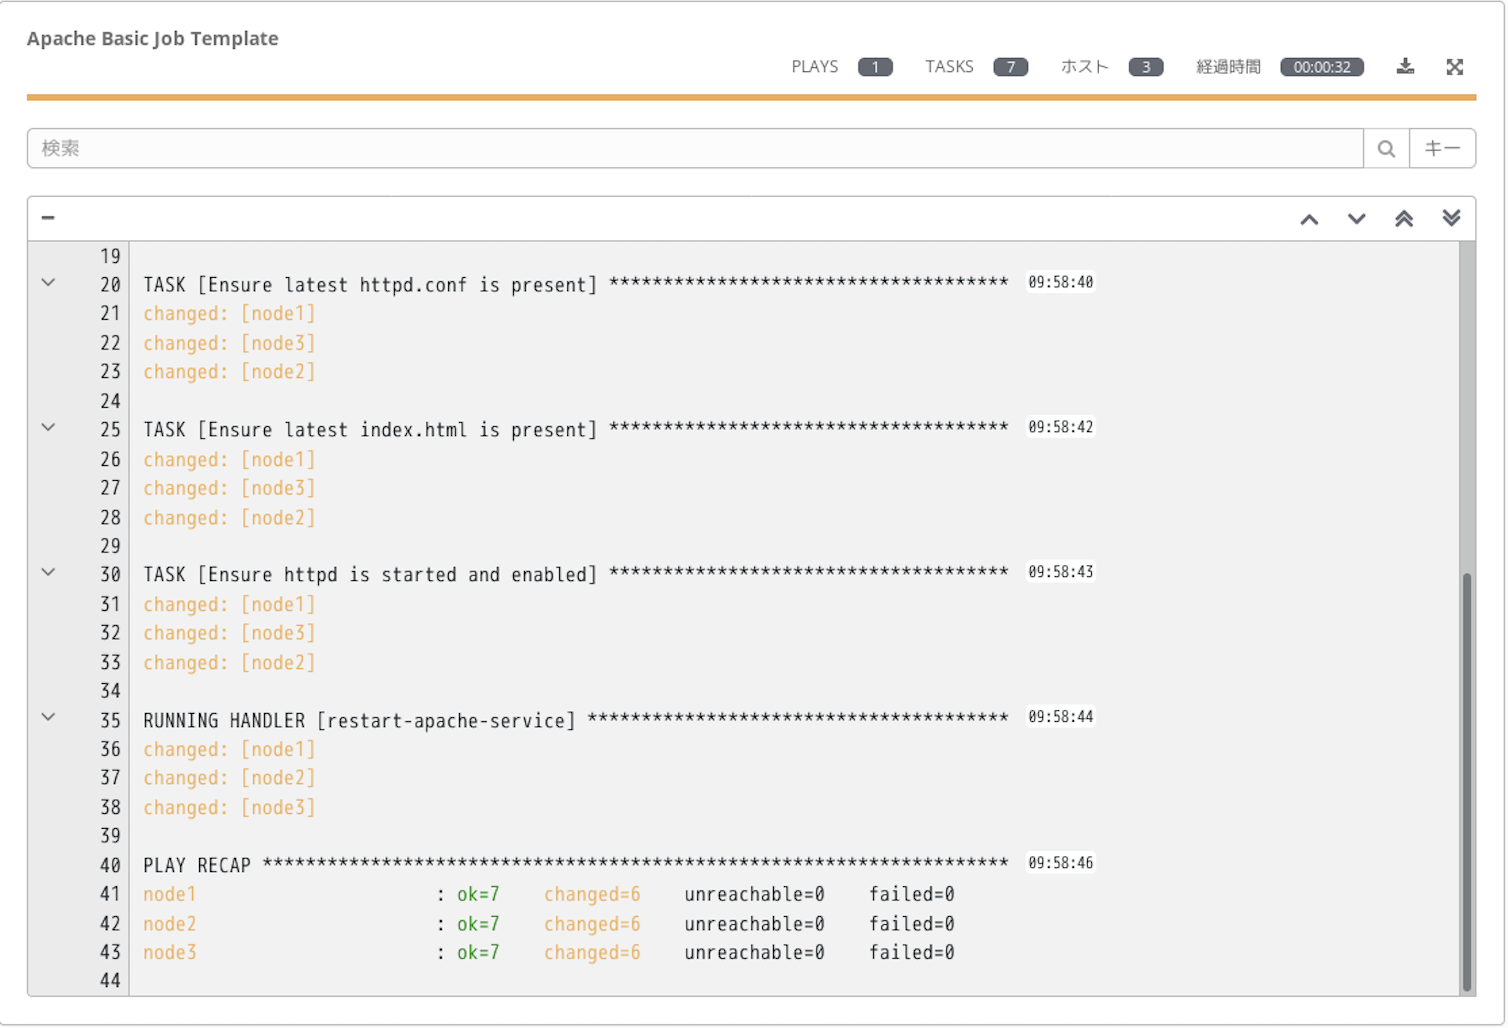 Apache Basic Job Template
PLAYS 1 TASKS 7 ホスト 3 経過時間 00:00:32
検索 キー
19
20 TASK [Ensure latest httpd.conf is present] ************************************* 09:58:40
21 changed: [node1]
22 changed: [node3]
23 changed: [node2]
24
25 TASK [Ensure latest index.html is present] ************************************* 09:58:42
26 changed: [node1]
27 changed: [node3]
28 changed: [node2]
29
30 TASK [Ensure httpd is started and enabled] ************************************* 09:58:43
31 changed: [node1]
32 changed: [node3]
33 changed: [node2]
34
35 RUNNING HANDLER [restart-apache-service] *************************************** 09:58:44
36 changed: [node1]
37 changed: [node2]
38 changed: [node3]
39
40 PLAY RECAP ********************************************************************* 09:58:46
41 node1 : ok=7 changed=6 unreachable=0 failed=0
42 node2 : ok=7 changed=6 unreachable=0 failed=0
43 node3 : ok=7 changed=6 unreachable=0 failed=0
44